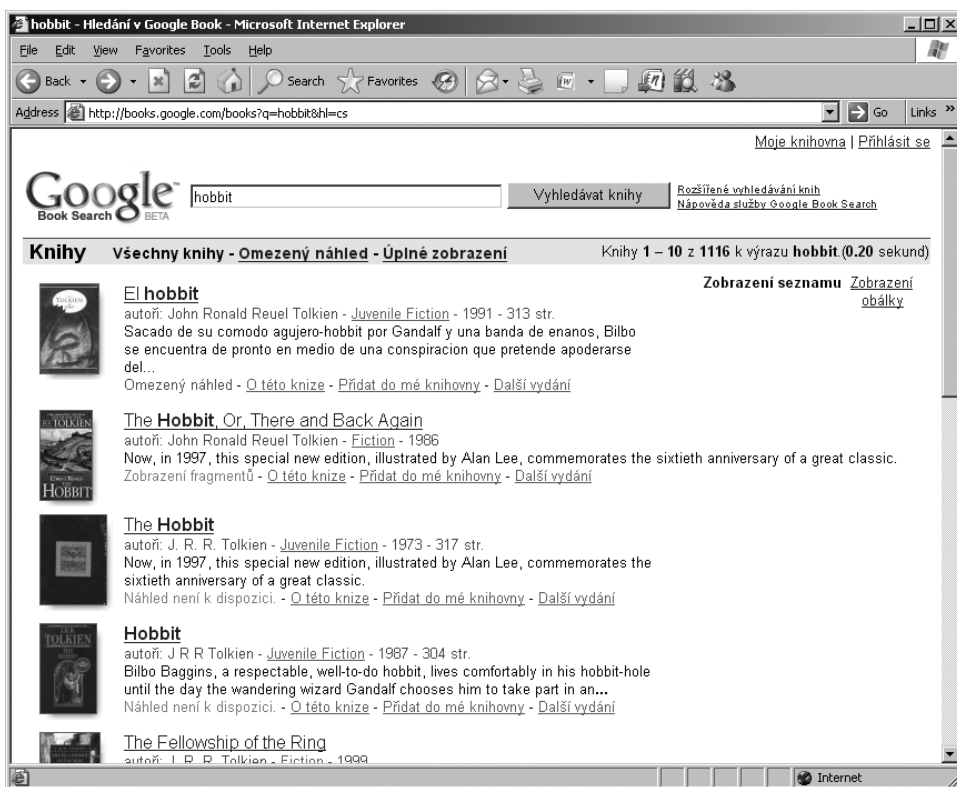 hobbit - Hledání v Google Book - Microsoft Internet Explorer
File Edit View Favorites Tools Help
Back Search Favorites
Address http://books.google.com/books?q=hobbit&hl=cs Go Links »
Moje knihovna | Přihlásit se
Google™ hobbit Vyhledávat knihy Rozšířené vyhledávání knih
Book Search BETA Nápověda služby Google Book Search
Knihy Všechny knihy - Omezený náhled - Úplné zobrazení Knihy 1 – 10 z 1116 k výrazu hobbit.(0.20 sekund)
Zobrazení seznamu Zobrazení
obálky
TOLKIEN
El hobbit
autoři: John Ronald Reuel Tolkien - Juvenile Fiction - 1991 - 313 str.
Sacado de su comodo agujero-hobbit por Gandalf y una banda de enanos, Bilbo
se encuentra de pronto en medio de una conspiracion que pretende apoderarse
del...
Omezený náhled - O této knize - Přidat do mé knihovny - Další vydání
TOLKIEN
THE
HOBBIT
The Hobbit, Or, There and Back Again
autoři: John Ronald Reuel Tolkien - Fiction - 1986
Now, in 1997, this special new edition, illustrated by Alan Lee, commemorates the sixtieth anniversary of a great classic.
Zobrazení fragmentů - O této knize - Přidat do mé knihovny - Další vydání
The Hobbit
autoři: J. R. R. Tolkien - Juvenile Fiction - 1973 - 317 str.
Now, in 1997, this special new edition, illustrated by Alan Lee, commemorates the
sixtieth anniversary of a great classic.
Náhled není k dispozici. - O této knize - Přidat do mé knihovny - Další vydání
J.R.R.
TOLKIEN
Hobbit
autoři: J R R Tolkien - Juvenile Fiction - 1987 - 304 str.
Bilbo Baggins, a respectable, well-to-do hobbit, lives comfortably in his hobbit-hole
until the day the wandering wizard Gandalf chooses him to take part in an...
Náhled není k dispozici. - O této knize - Přidat do mé knihovny - Další vydání
The Fellowship of the Ring
autoři: J. R. R. Tolkien - Fiction - 1999
Internet